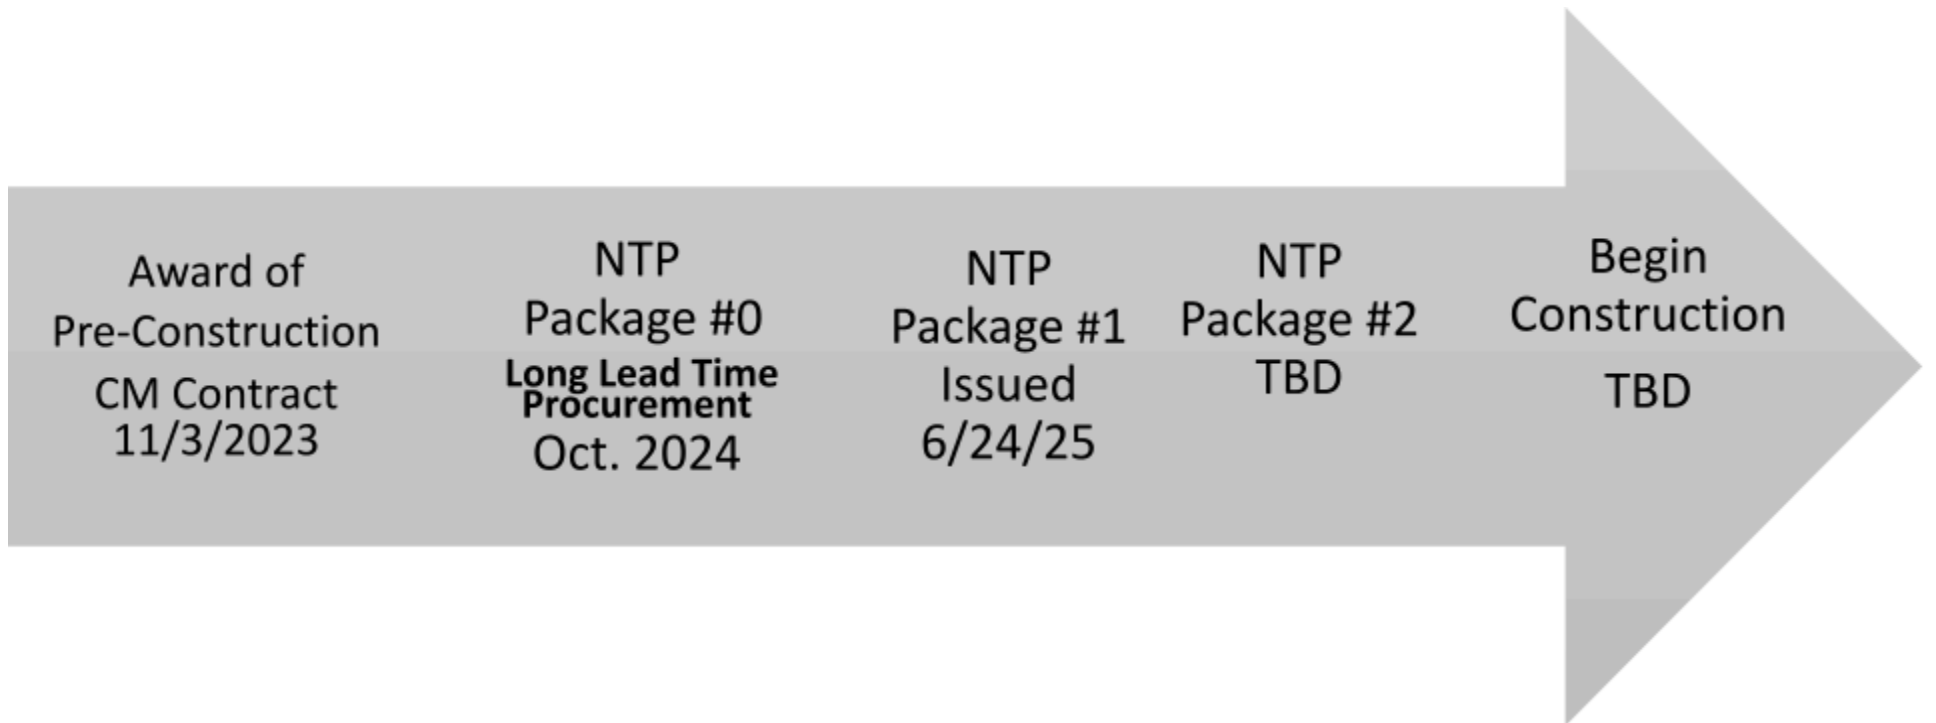 Award of
Pre-Construction
CM Contract
11/3/2023
NTP
Package #0
Long Lead Time
Procurement
Oct. 2024
NTP
Package #1
Issued
6/24/25
NTP
Package #2
TBD
Begin
Construction
TBD